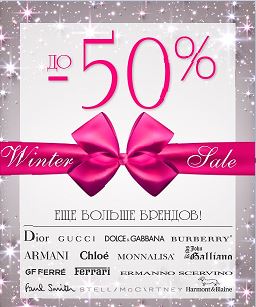 ДО
-50%
Winter Sale
ЕЩЕ БОЛЬШЕ БРЕНДОВ!
Dior GUCCI DOLCE&GABBANA BURBERRY
ARMANI Chloé MONNALISA John Galliano
GF FERRÉ Ferrari ERMANNO SCERVINO
Paul Smith STELLA McCARTNEY Harmont&Blaine